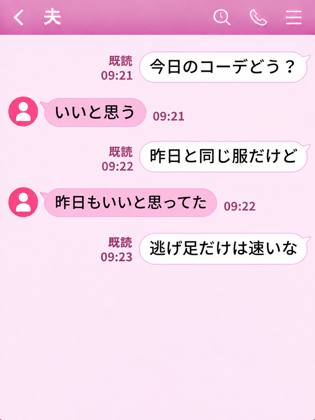 夫
既読
09:21
今日のコーデどう？
いいと思う
09:21
既読
09:22
昨日と同じ服だけど
昨日もいいと思ってた
09:22
既読
09:23
逃げ足だけは速いな